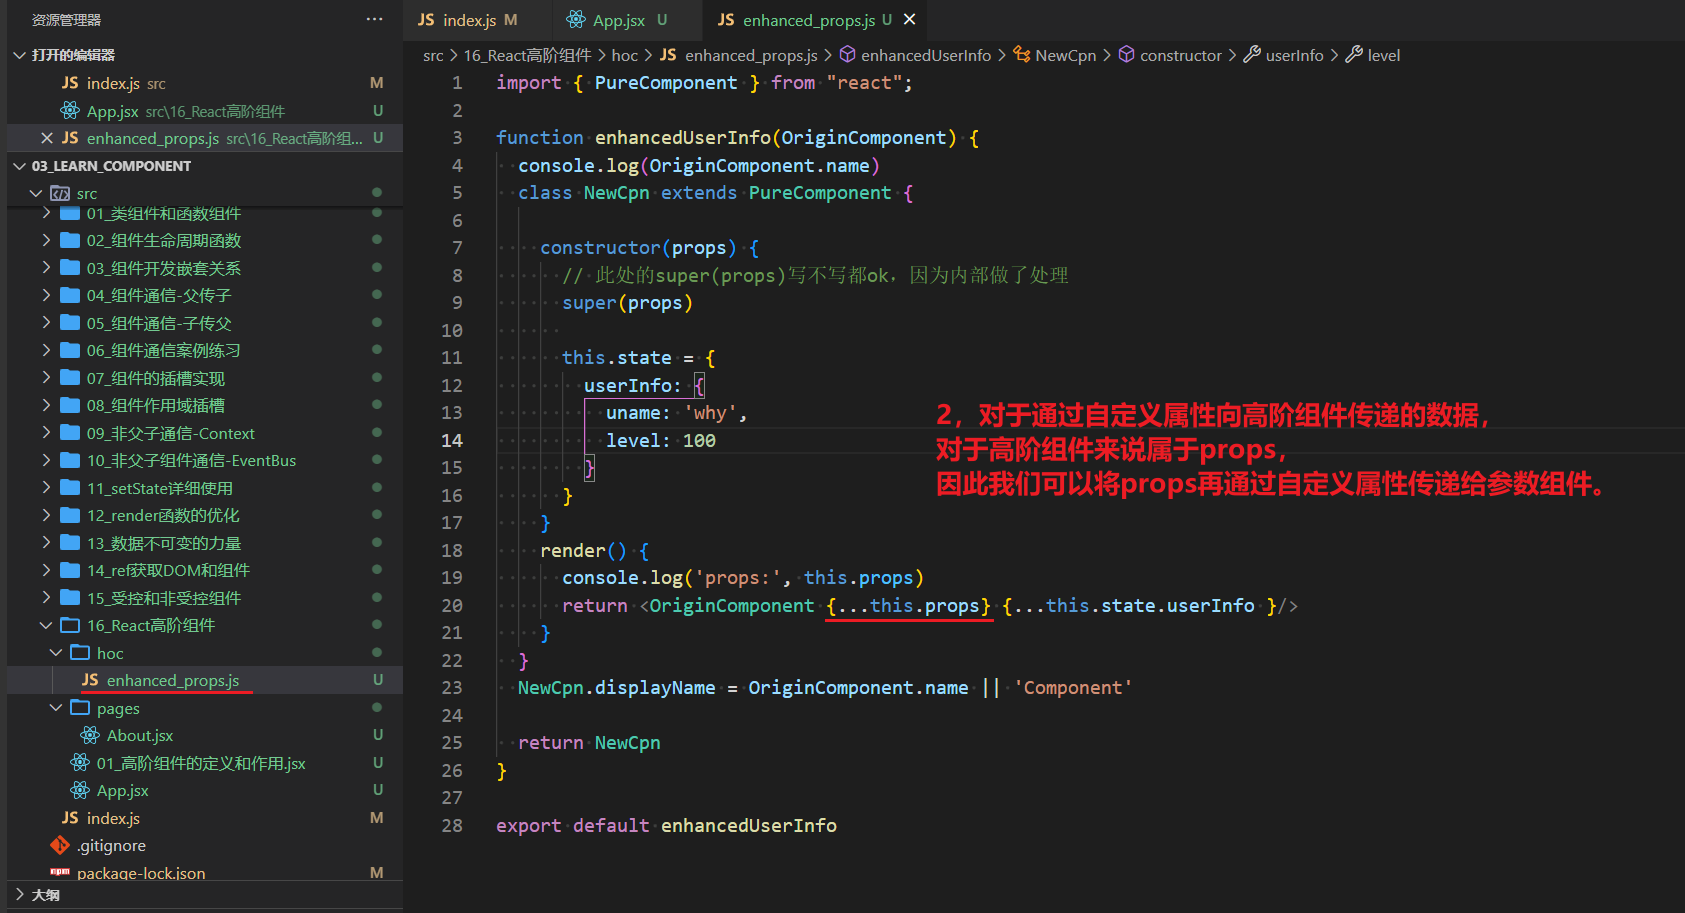 资源管理器 ···
打开的编辑器
JS index.js src M
App.jsx src\16_React高阶组件 U
JS enhanced_props.js src\16_React高阶组... U
03_LEARN_COMPONENT
src
01_类组件和函数组件
02_组件生命周期函数
03_组件开发嵌套关系
04_组件通信-父传子
05_组件通信-子传父
06_组件通信案例练习
07_组件的插槽实现
08_组件作用域插槽
09_非父子通信-Context
10_非父子组件通信-EventBus
11_setState详细使用
12_render函数的优化
13_数据不可变的力量
14_ref获取DOM和组件
15_受控和非受控组件
16_React高阶组件
hoc
JS enhanced_props.js U
pages
About.jsx U
01_高阶组件的定义和作用.jsx U
App.jsx U
JS index.js M
.gitignore
npm package-lock.json M
大纲
JS index.js M App.jsx U JS enhanced_props.js U
src > 16_React高阶组件 > hoc > JS enhanced_props.js > enhancedUserInfo > NewCpn > constructor > userInfo > level
1 import { PureComponent } from "react";
2
3 function enhancedUserInfo(OriginComponent) {
4 console.log(OriginComponent.name)
5 class NewCpn extends PureComponent {
6
7 constructor(props) {
8 // 此处的super(props)写不写都ok，因为内部做了处理
9 super(props)
10
11 this.state = {
12 userInfo: {
13 uname: 'why',
14 level: 100
15 }
16 }
17 }
18 render() {
19 console.log('props:', this.props)
20 return <OriginComponent {...this.props} {...this.state.userInfo }/>
21 }
22 }
23 NewCpn.displayName = OriginComponent.name || 'Component'
24
25 return NewCpn
26 }
27
28 export default enhancedUserInfo
2，对于通过自定义属性向高阶组件传递的数据，
对于高阶组件来说属于props，
因此我们可以将props再通过自定义属性传递给参数组件。